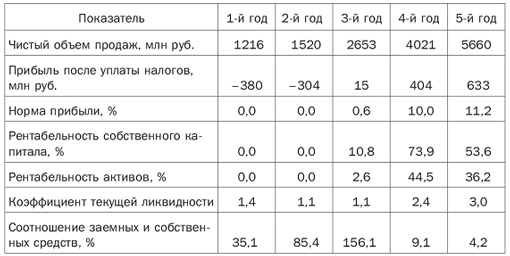 Показатель 1-й год 2-й год 3-й год 4-й год 5-й год
Чистый объем продаж, млн руб. 1216 1520 2653 4021 5660
Прибыль после уплаты налогов,
млн руб. −380 −304 15 404 633
Норма прибыли, % 0,0 0,0 0,6 10,0 11,2
Рентабельность собственного ка-
питала, % 0,0 0,0 10,8 73,9 53,6
Рентабельность активов, % 0,0 0,0 2,6 44,5 36,2
Коэффициент текущей ликвидности 1,4 1,1 1,1 2,4 3,0
Соотношение заемных и собствен-
ных средств, % 35,1 85,4 156,1 9,1 4,2